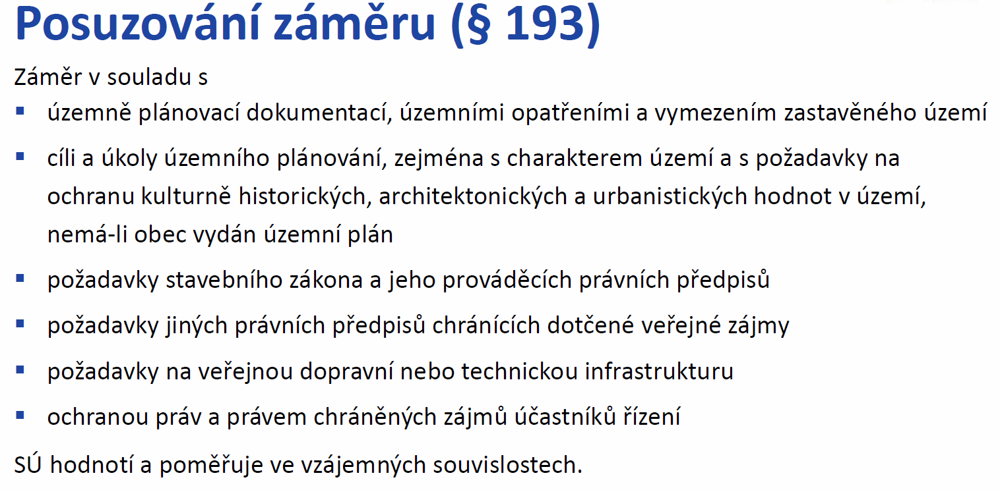 Posuzování záměru (§ 193)
Záměr v souladu s
▪ územně plánovací dokumentací, územními opatřeními a vymezením zastavěného území
▪ cíli a úkoly územního plánování, zejména s charakterem území a s požadavky na
ochranu kulturně historických, architektonických a urbanistických hodnot v území,
nemá-li obec vydán územní plán
▪ požadavky stavebního zákona a jeho prováděcích právních předpisů
▪ požadavky jiných právních předpisů chránících dotčené veřejné zájmy
▪ požadavky na veřejnou dopravní nebo technickou infrastrukturu
▪ ochranou práv a právem chráněných zájmů účastníků řízení
SÚ hodnotí a poměřuje ve vzájemných souvislostech.